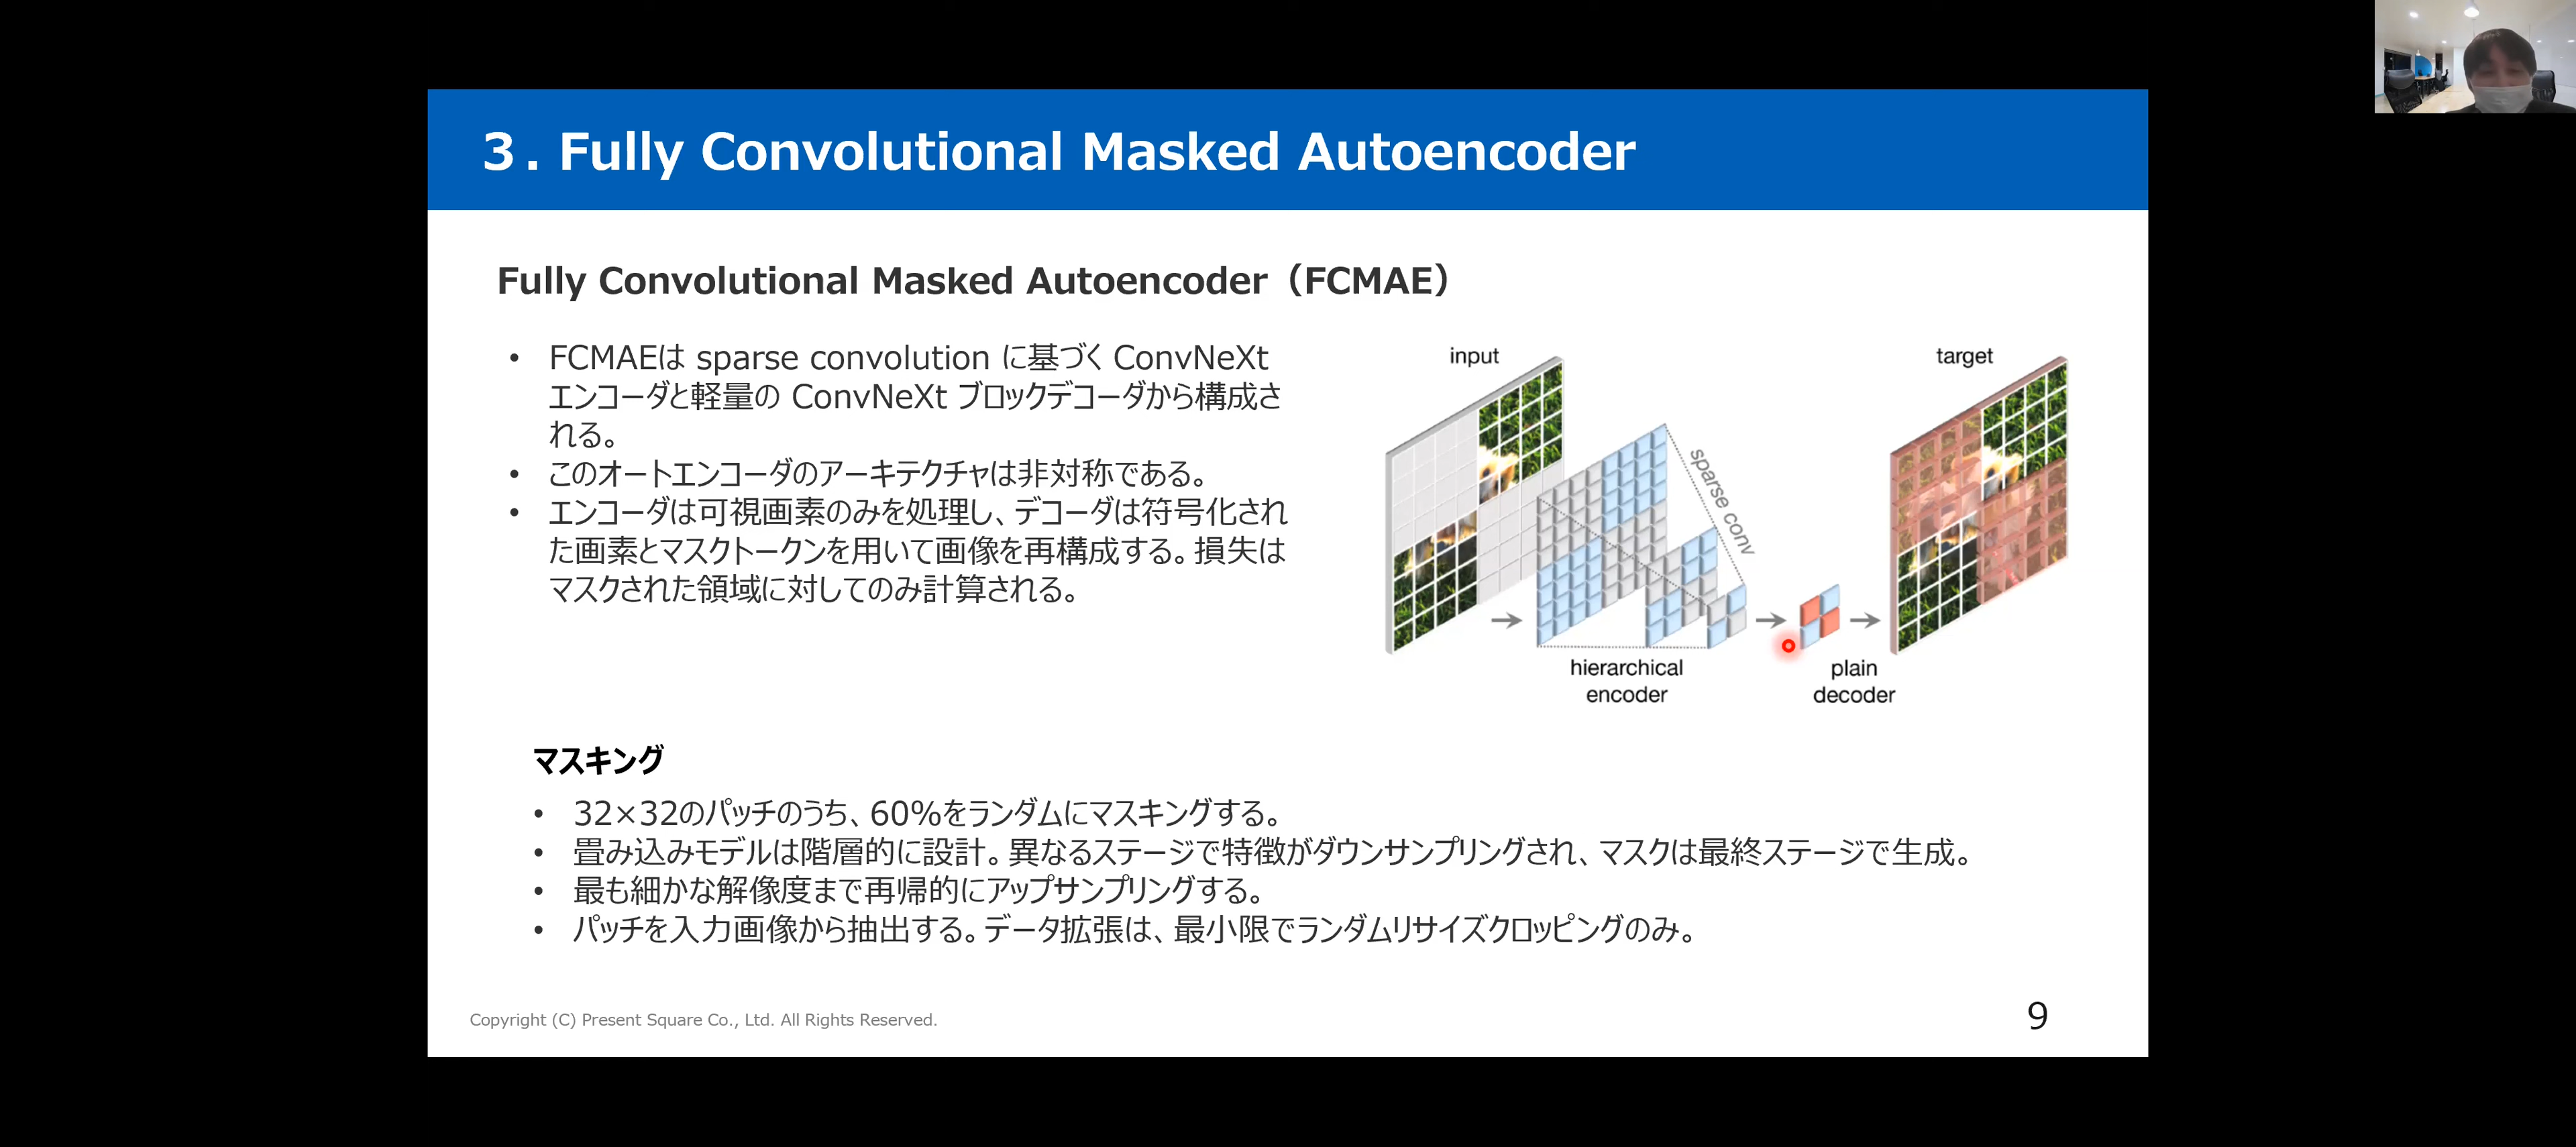 3．Fully Convolutional Masked Autoencoder
Fully Convolutional Masked Autoencoder（FCMAE）
• FCMAEは sparse convolution に基づく ConvNeXt
エンコーダと軽量の ConvNeXt ブロックデコーダから構成さ
れる。
• このオートエンコーダのアーキテクチャは非対称である。
• エンコーダは可視画素のみを処理し、デコーダは符号化され
た画素とマスクトークンを用いて画像を再構成する。損失は
マスクされた領域に対してのみ計算される。
input
target
sparse conv
hierarchical
encoder
plain
decoder
マスキング
• 32×32のパッチのうち、60%をランダムにマスキングする。
• 畳み込みモデルは階層的に設計。異なるステージで特徴がダウンサンプリングされ、マスクは最終ステージで生成。
• 最も細かな解像度まで再帰的にアップサンプリングする。
• パッチを入力画像から抽出する。データ拡張は、最小限でランダムリサイズクロッピングのみ。
Copyright (C) Present Square Co., Ltd. All Rights Reserved.
9